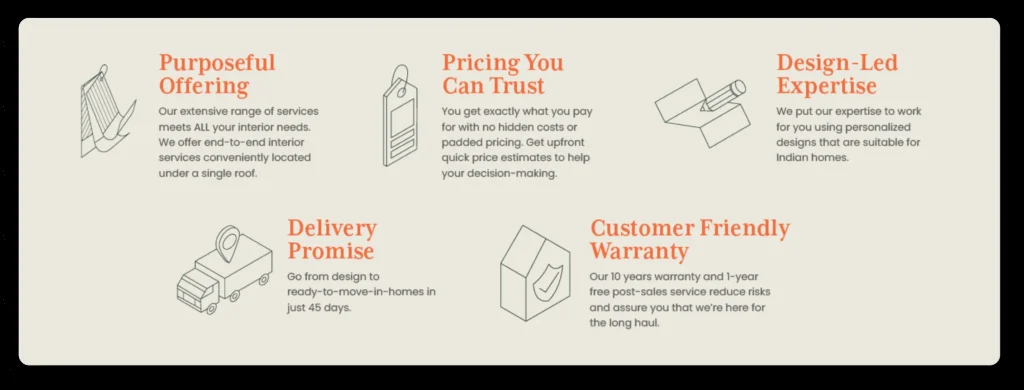 Purposeful
Offering
Our extensive range of services
meets ALL your interior needs.
We offer end-to-end interior
services conveniently located
under a single roof.
Pricing You
Can Trust
You get exactly what you pay
for with no hidden costs or
padded pricing. Get upfront
quick price estimates to help
your decision-making.
Design-Led
Expertise
We put our expertise to work
for you using personalized
designs that are suitable for
Indian homes.
Delivery
Promise
Go from design to
ready-to-move-in-homes in
just 45 days.
Customer Friendly
Warranty
Our 10 years warranty and 1-year
free post-sales service reduce risks
and assure you that we're here for
the long haul.